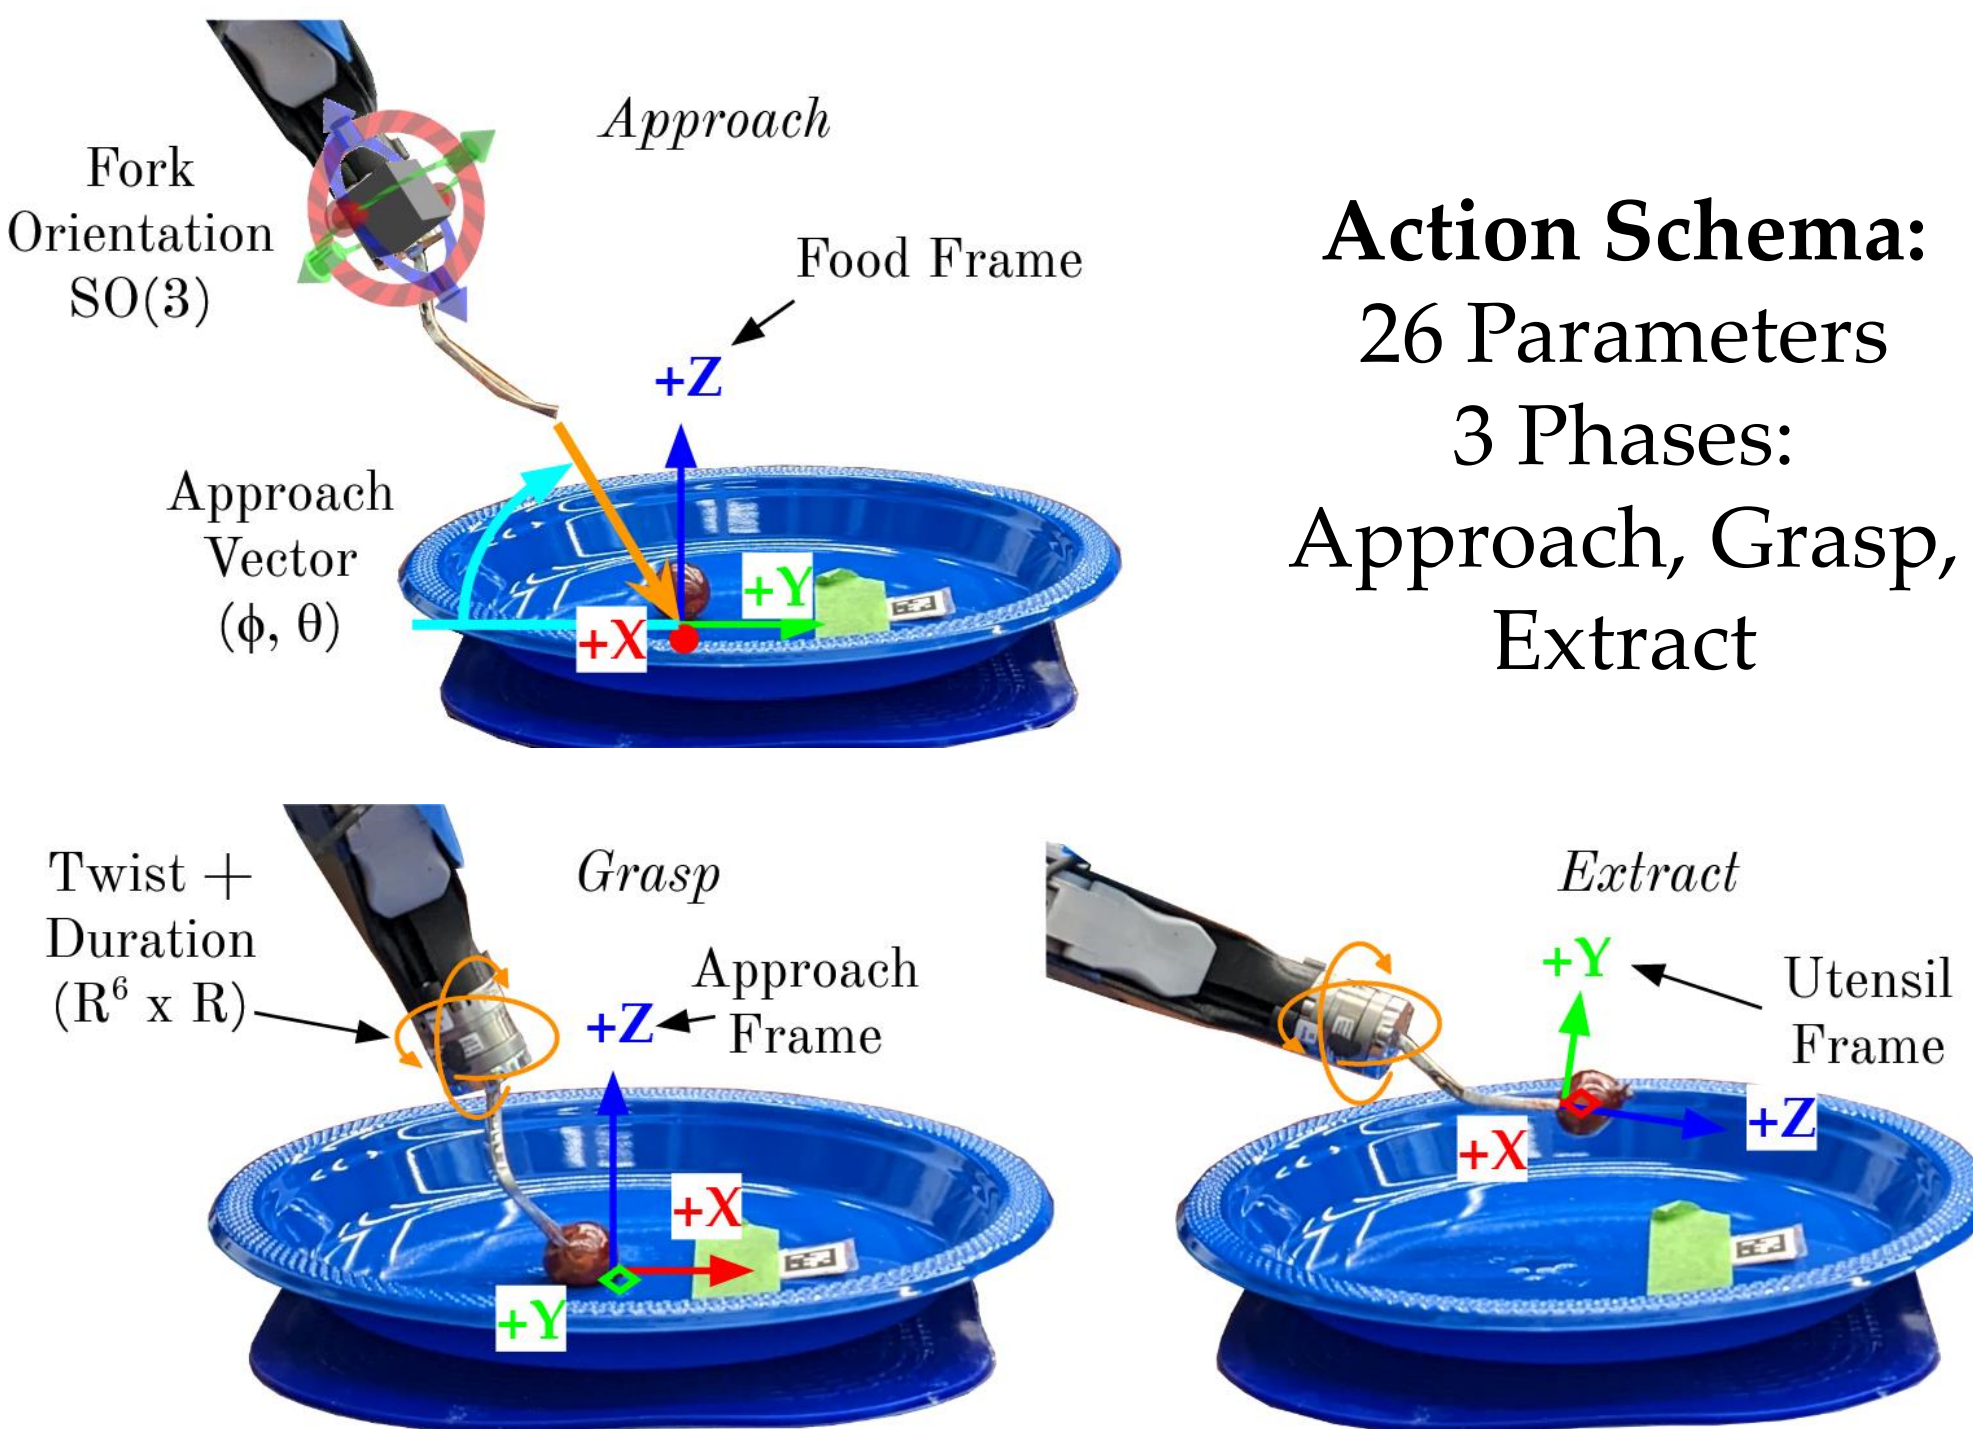 Approach
Fork
Orientation
SO(3)
Food Frame
+Z
Approach
Vector
(ϕ, θ)
+Y
+X
Action Schema:
26 Parameters
3 Phases:
Approach, Grasp,
Extract
Twist +
Duration
(R⁶ x R)
Grasp
Approach
Frame
+Z
+X
+Y
Extract
+Y
Utensil
Frame
+X
+Z